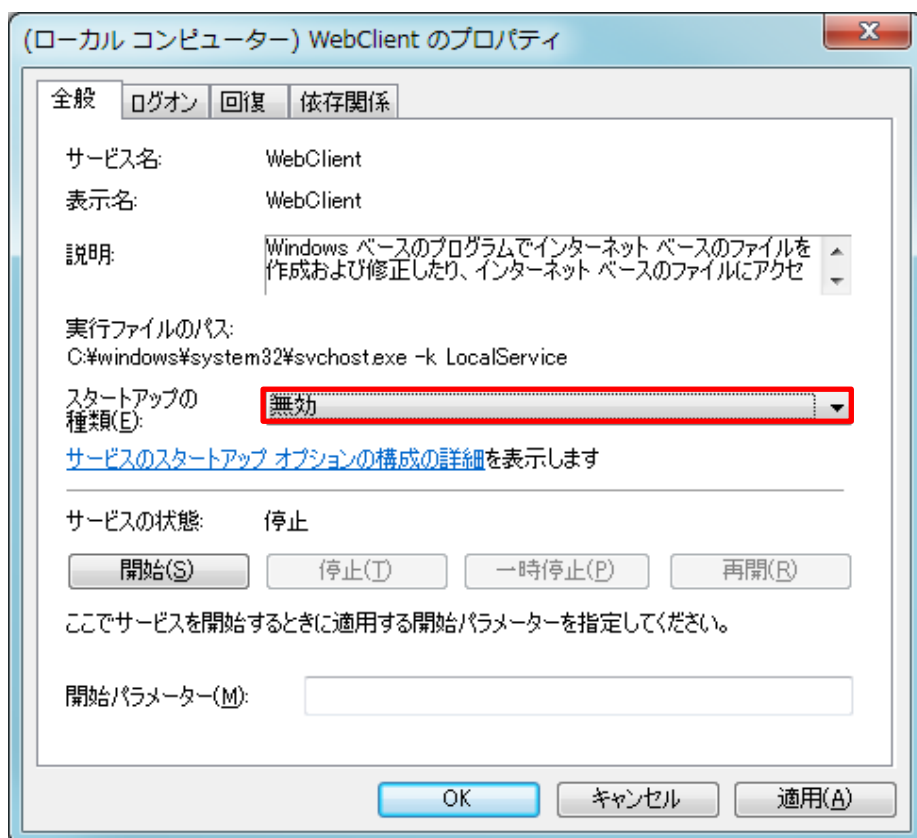 (ローカル コンピューター) WebClient のプロパティ
全般 ログオン 回復 依存関係
サービス名: WebClient
表示名: WebClient
説明: Windows ベースのプログラムでインターネット ベースのファイルを
作成および修正したり、インターネット ベースのファイルにアクセ
実行ファイルのパス:
C:¥windows¥system32¥svchost.exe -k LocalService
スタートアップの
種類(E): 無効
サービスのスタートアップ オプションの構成の詳細を表示します
サービスの状態: 停止
開始(S) 停止(T) 一時停止(P) 再開(R)
ここでサービスを開始するときに適用する開始パラメーターを指定してください。
開始パラメーター(M):
OK キャンセル 適用(A)